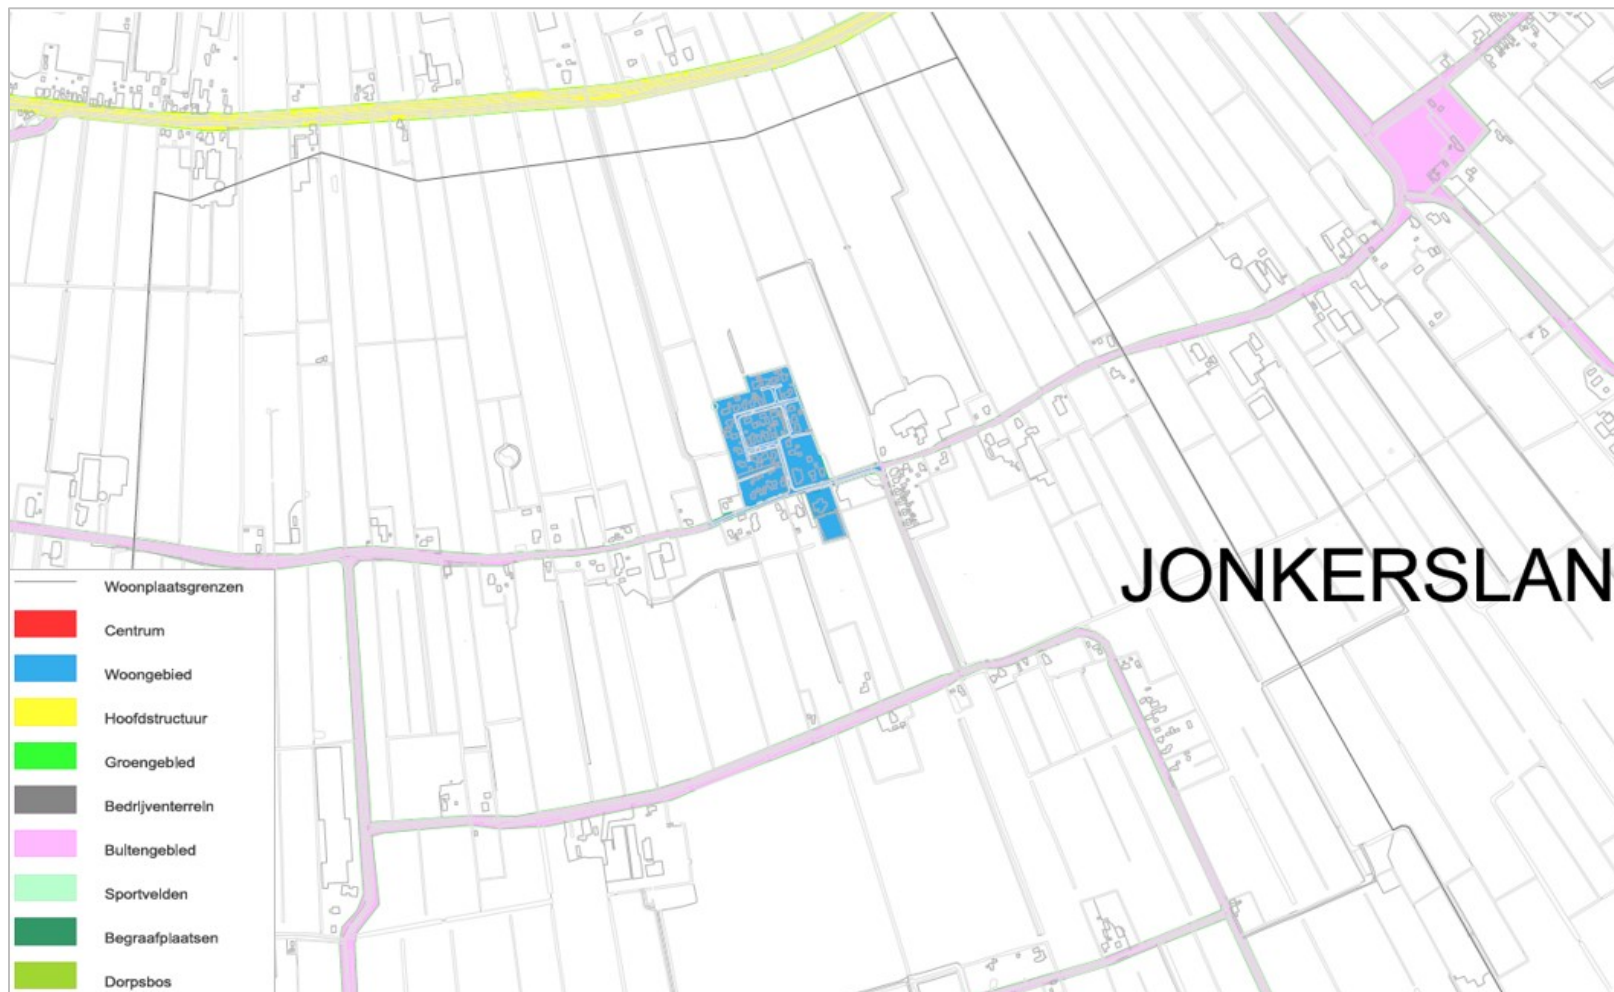 JONKERSLAN
Woonplaatsgrenzen
Centrum
Woongebied
Hoofdstructuur
Groengebied
Bedrijventerrein
Buitengebied
Sportvelden
Begraafplaatsen
Dorpsbos